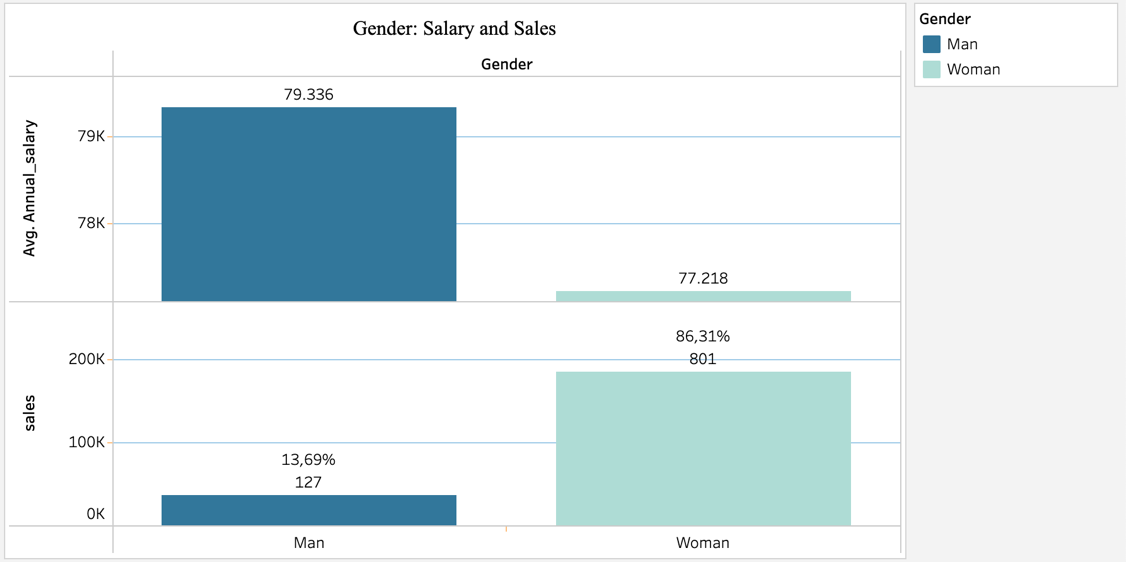 Gender: Salary and Sales
Gender
Avg. Annual_salary
79K
78K
79.336
77.218
sales
200K
100K
0K
13,69%
127
86,31%
801
Man
Woman
Gender
Man
Woman